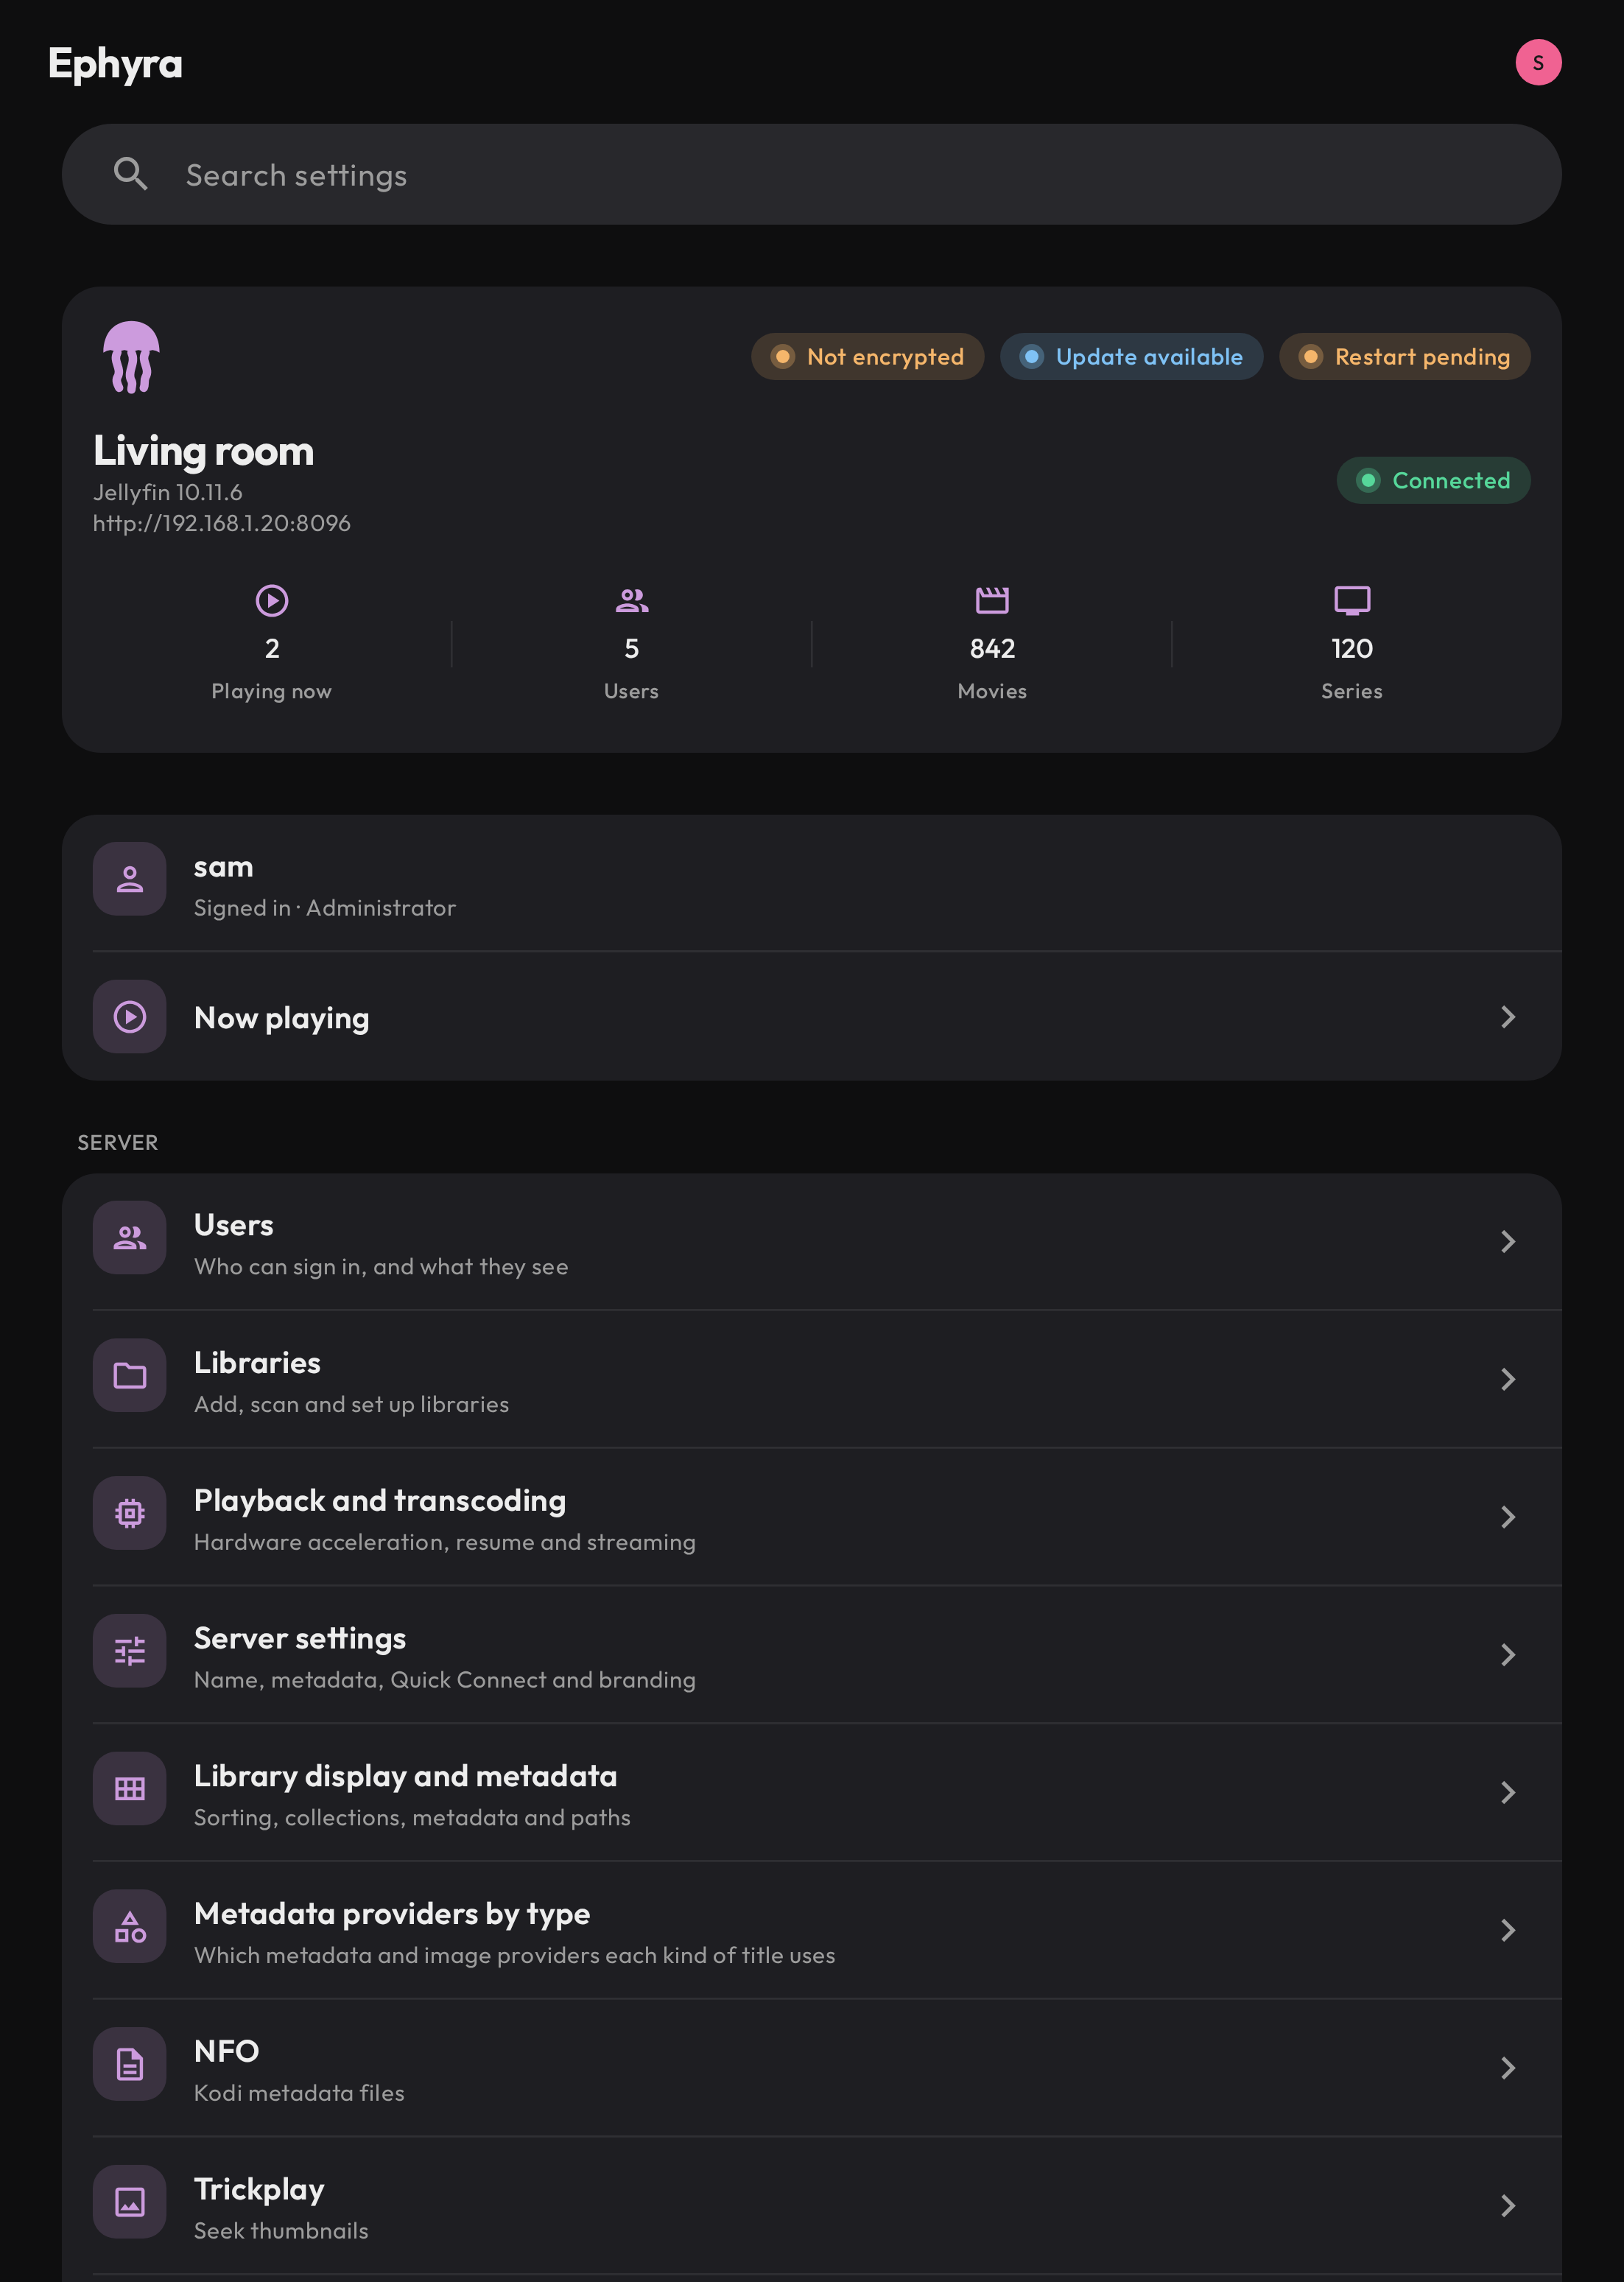 Ephyra
S
Search settings
Not encrypted
Update available
Restart pending
Living room
Jellyfin 10.11.6
http://192.168.1.20:8096
Connected
2
Playing now
5
Users
842
Movies
120
Series
sam
Signed in · Administrator
Now playing
SERVER
Users
Who can sign in, and what they see
Libraries
Add, scan and set up libraries
Playback and transcoding
Hardware acceleration, resume and streaming
Server settings
Name, metadata, Quick Connect and branding
Library display and metadata
Sorting, collections, metadata and paths
Metadata providers by type
Which metadata and image providers each kind of title uses
NFO
Kodi metadata files
Trickplay
Seek thumbnails